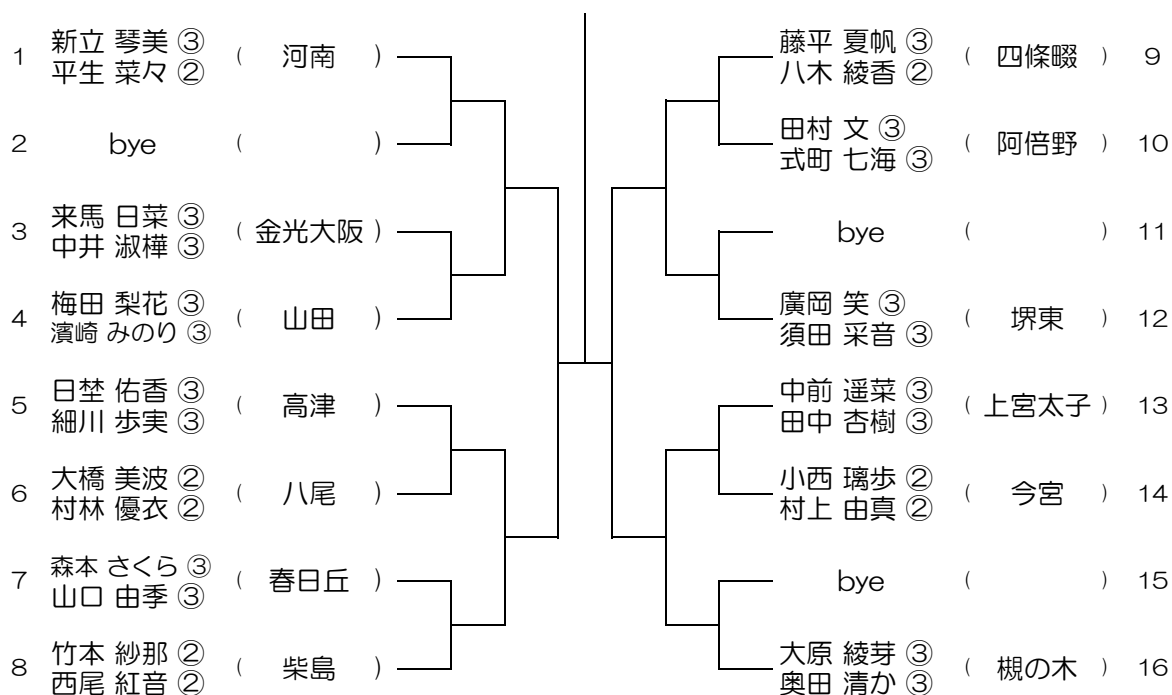 1 新立 琴美 ③ ( 河南 )
平生 菜々 ②
2 bye ( )
3 来馬 日菜 ③ ( 金光大阪 )
中井 淑樺 ③
4 梅田 梨花 ③ ( 山田 )
濱崎 みのり ③
5 日埜 佑香 ③ ( 高津 )
細川 歩実 ③
6 大橋 美波 ② ( 八尾 )
村林 優衣 ②
7 森本 さくら ③ ( 春日丘 )
山口 由季 ③
8 竹本 紗那 ② ( 柴島 )
西尾 紅音 ②
藤平 夏帆 ③ ( 四條畷 ) 9
八木 綾香 ②
田村 文 ③ ( 阿倍野 ) 10
式町 七海 ③
bye ( ) 11
廣岡 笑 ③ ( 堺東 ) 12
須田 采音 ③
中前 遥菜 ③ ( 上宮太子 ) 13
田中 杏樹 ③
小西 璃歩 ② ( 今宮 ) 14
村上 由真 ②
bye ( ) 15
大原 綾芽 ③ ( 槻の木 ) 16
奥田 清か ③